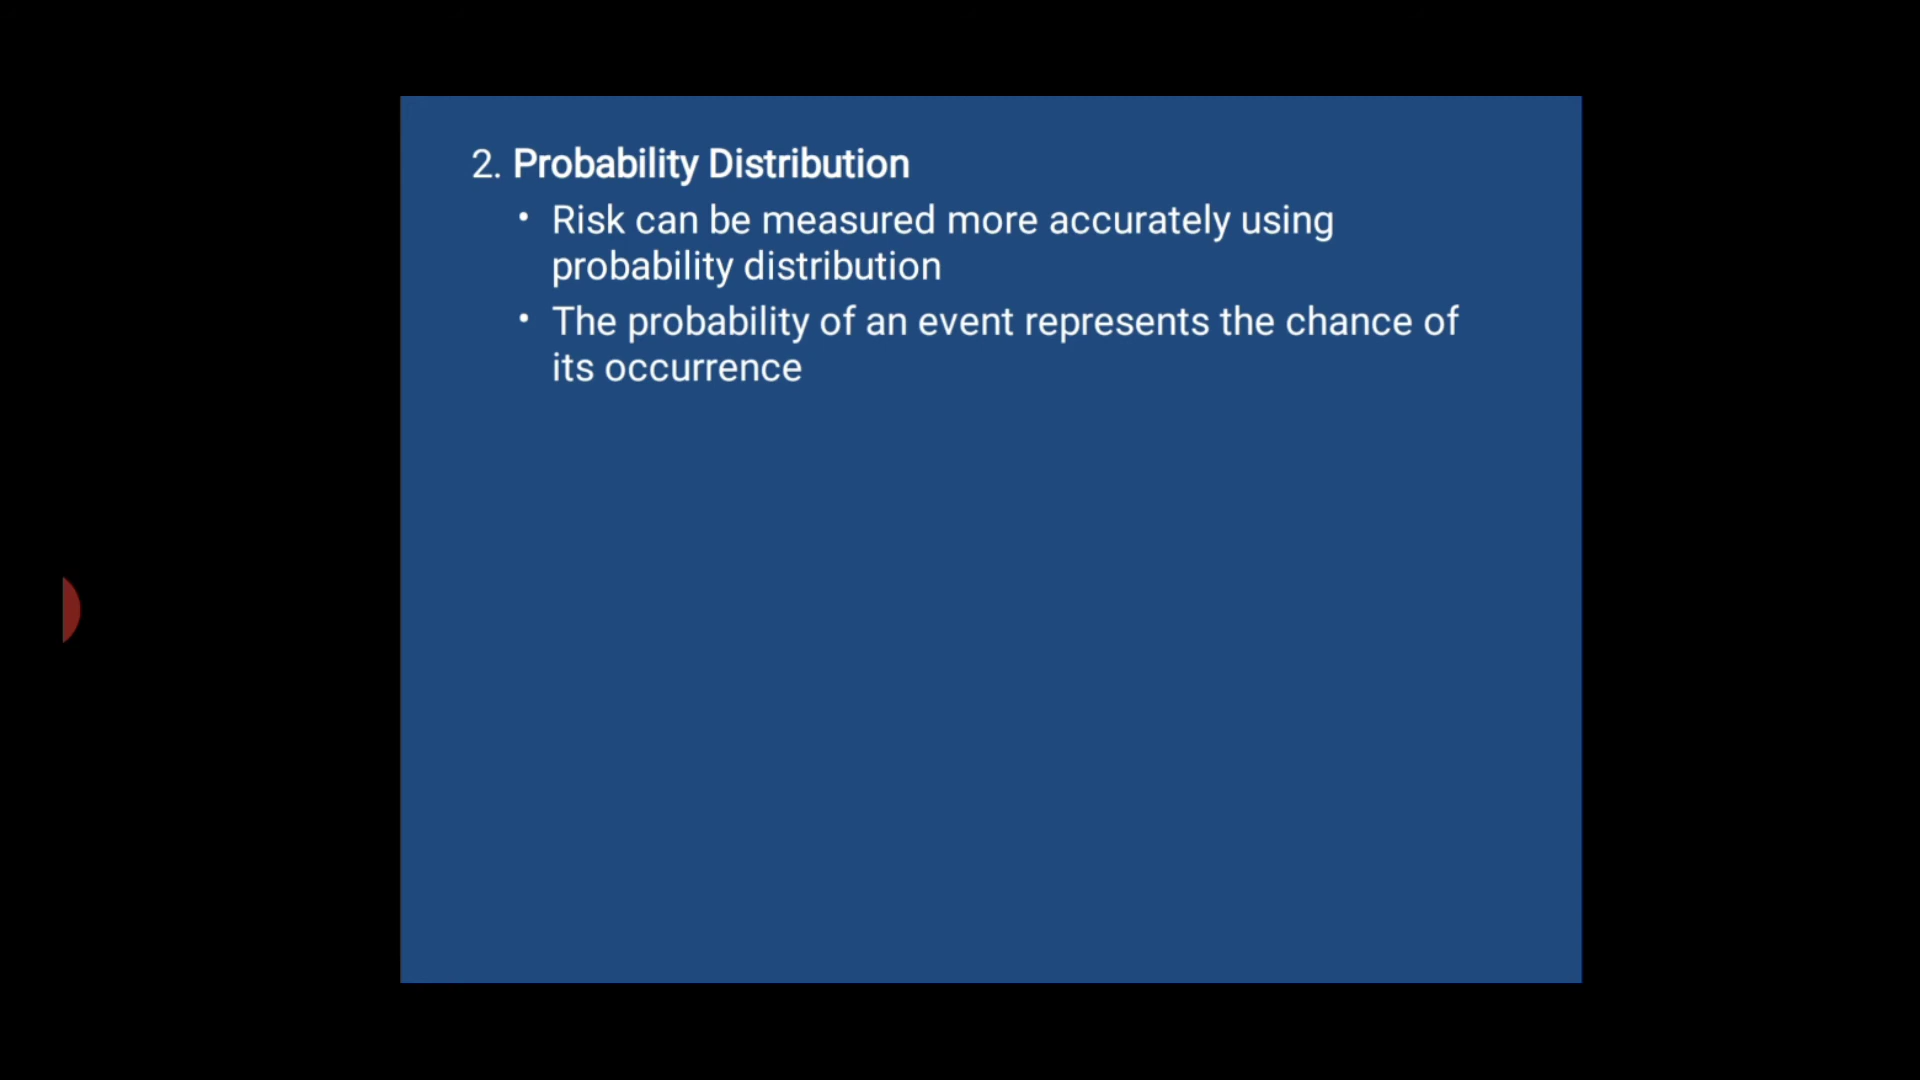 2. Probability Distribution
• Risk can be measured more accurately using
probability distribution
• The probability of an event represents the chance of
its occurrence